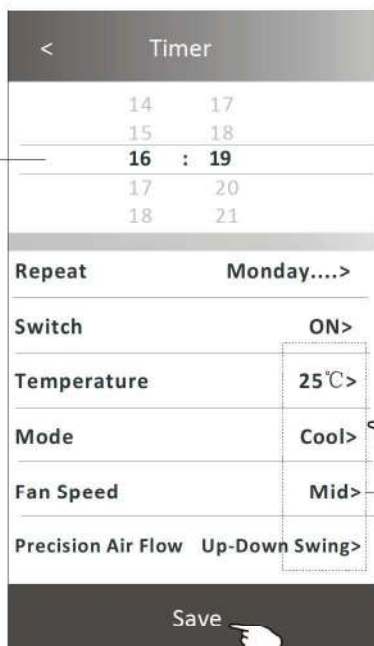 < Timer
14 17
15 18
16 : 19
17 20
18 21
Repeat Monday....>
Switch ON>
Temperature 25℃>
Mode Cool>
Fan Speed Mid>
Precision Air Flow Up-Down Swing>
Save